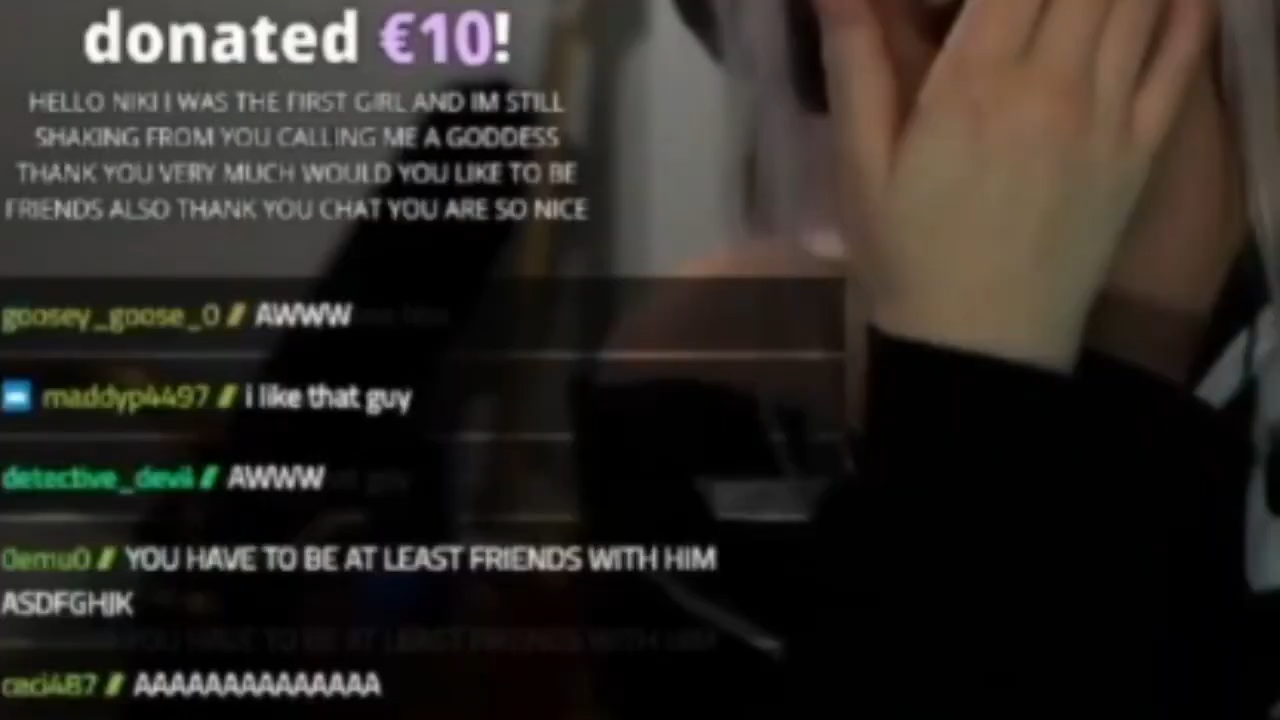 donated €10!
HELLO NIKI I WAS THE FIRST GIRL AND IM STILL
SHAKING FROM YOU CALLING ME A GODDESS
THANK YOU VERY MUCH WOULD YOU LIKE TO BE
FRIENDS ALSO THANK YOU CHAT YOU ARE SO NICE
goosey_goose_0 // AWWW
maddyp4497 // i like that guy
detective_devil // AWWW
0emu0 // YOU HAVE TO BE AT LEAST FRIENDS WITH HIM
ASDFGHJK
ceci487 // AAAAAAAAAAAAAA